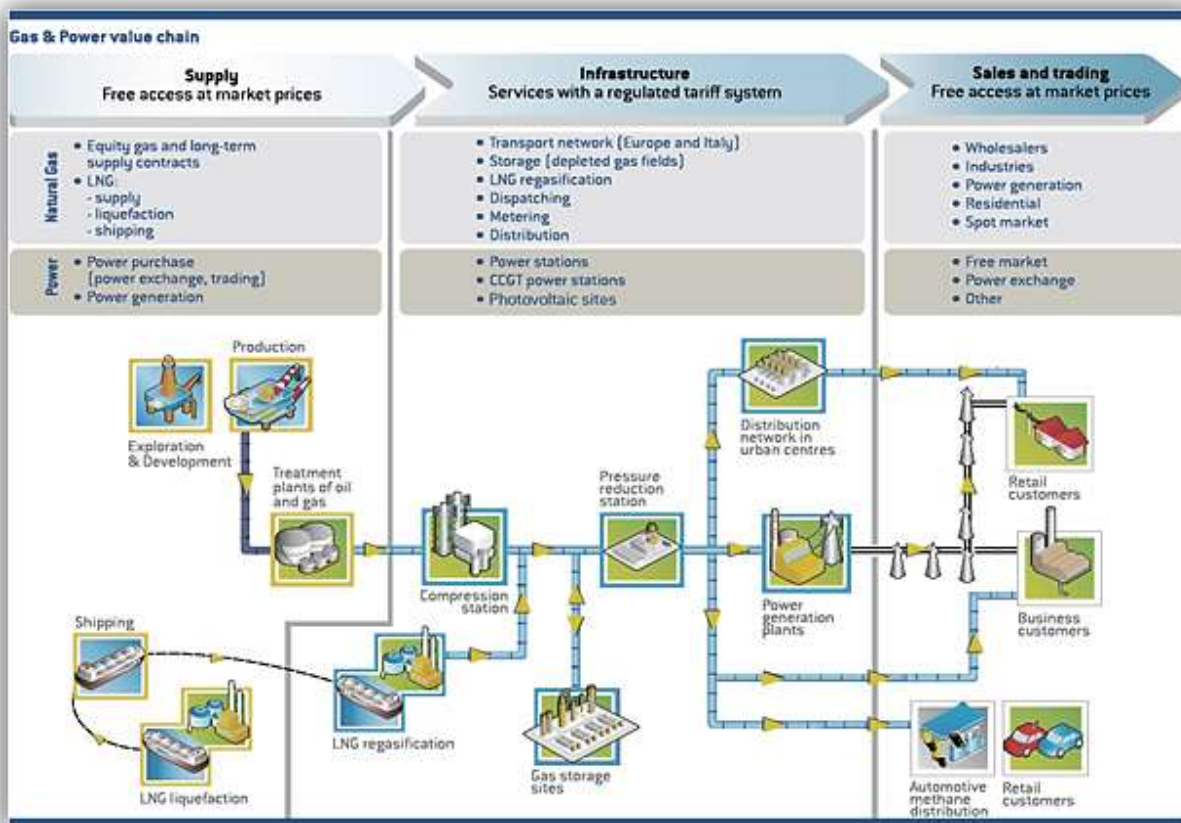 Gas & Power value chain
Supply
Free access at market prices
Infrastructure
Services with a regulated tariff system
Sales and trading
Free access at market prices
Natural Gas
• Equity gas and long-term
supply contracts
• LNG:
- supply
- liquefaction
- shipping
• Transport network (Europe and Italy)
• Storage (depleted gas fields)
• LNG regasification
• Dispatching
• Metering
• Distribution
• Wholesalers
• Industries
• Power generation
• Residential
• Spot market
Power
• Power purchase
(power exchange, trading)
• Power generation
• Power stations
• CCGT power stations
• Photovoltaic sites
• Free market
• Power exchange
• Other
Production
Exploration
& Development
Treatment
plants of oil
and gas
Compression
station
Pressure
reduction
station
Distribution
network in
urban centres
Retail
customers
Power
generation
plants
Business
customers
Shipping
LNG liquefaction
LNG regasification
Gas storage
sites
Automotive
methane
distribution
Retail
customers